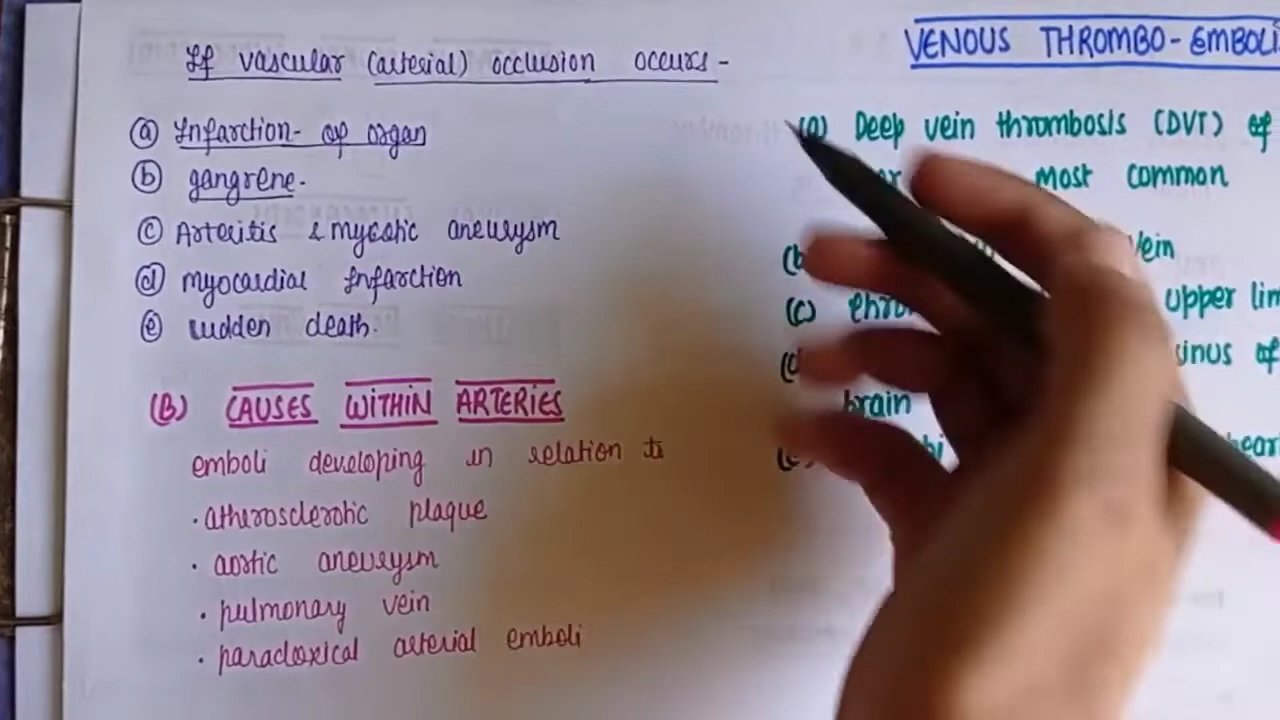 If vascular (arterial) occlusion occurs -
(a) Infarction- of organ
(b) gangrene.
(c) Arteritis & mycotic aneurysm
(d) myocardial Infarction
(e) sudden death.
(B) CAUSES WITHIN ARTERIES
emboli developing in relation to
. atherosclerotic plaque
. aortic aneurysm
. pulmonary vein
. paradoxical arterial emboli
VENOUS THROMBO-EMBOLI
(a) Deep vein thrombosis (DVT) of
most common
(b) vein
(c) upper lim
(d sinus of
brain